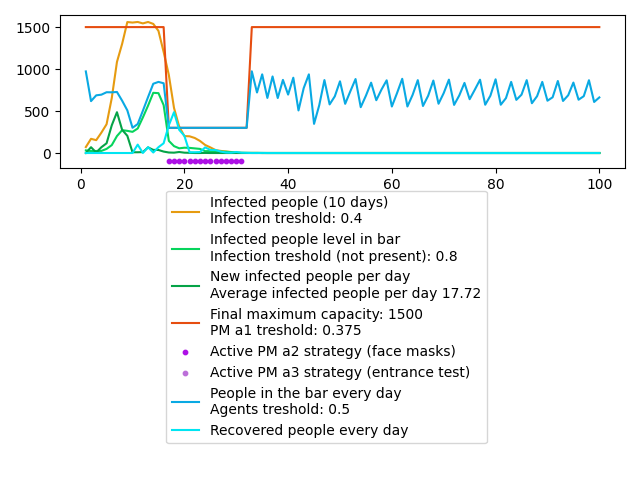 1500
1000
500
0
0
20
40
60
80
100
Infected people (10 days)
Infection treshold: 0.4
Infected people level in bar
Infection treshold (not present): 0.8
New infected people per day
Average infected people per day 17.72
Final maximum capacity: 1500
PM a1 treshold: 0.375
Active PM a2 strategy (face masks)
Active PM a3 strategy (entrance test)
People in the bar every day
Agents treshold: 0.5
Recovered people every day